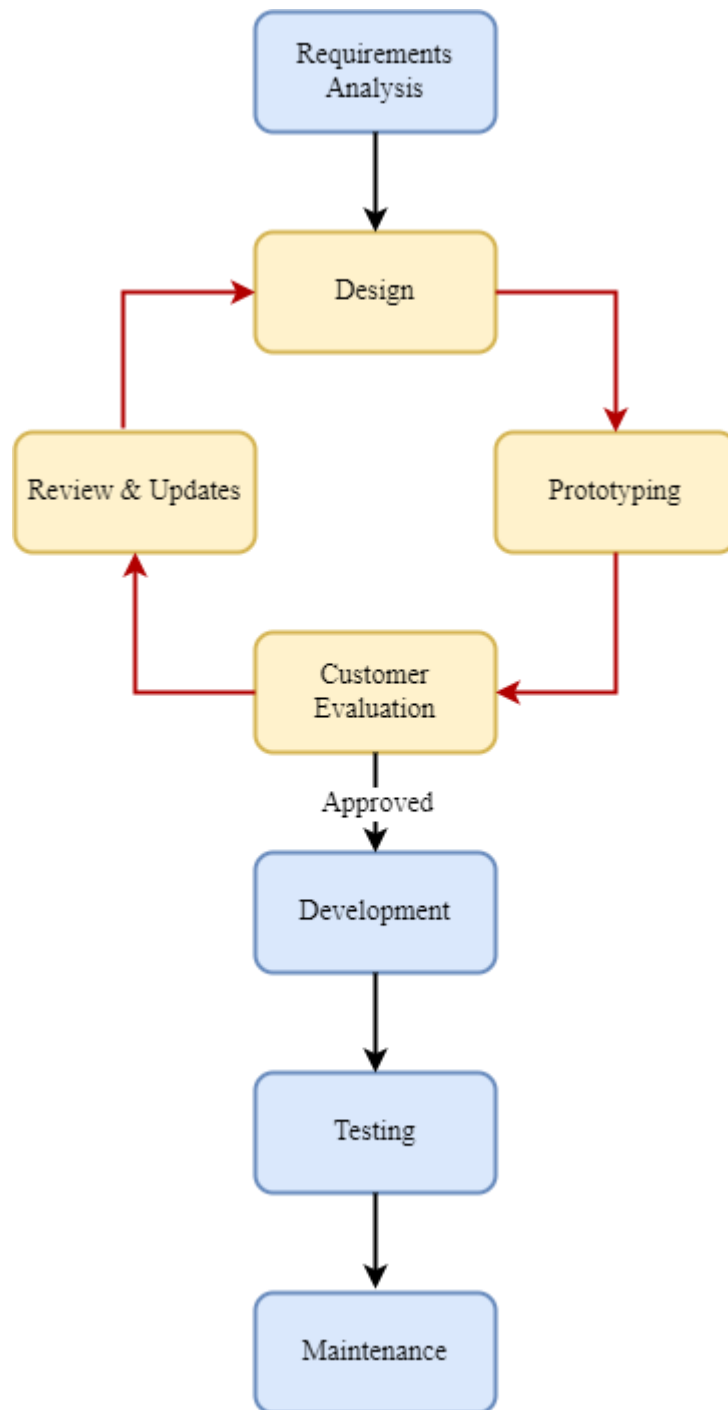 Requirements
Analysis
Design
Review & Updates
Prototyping
Customer
Evaluation
Approved
Development
Testing
Maintenance